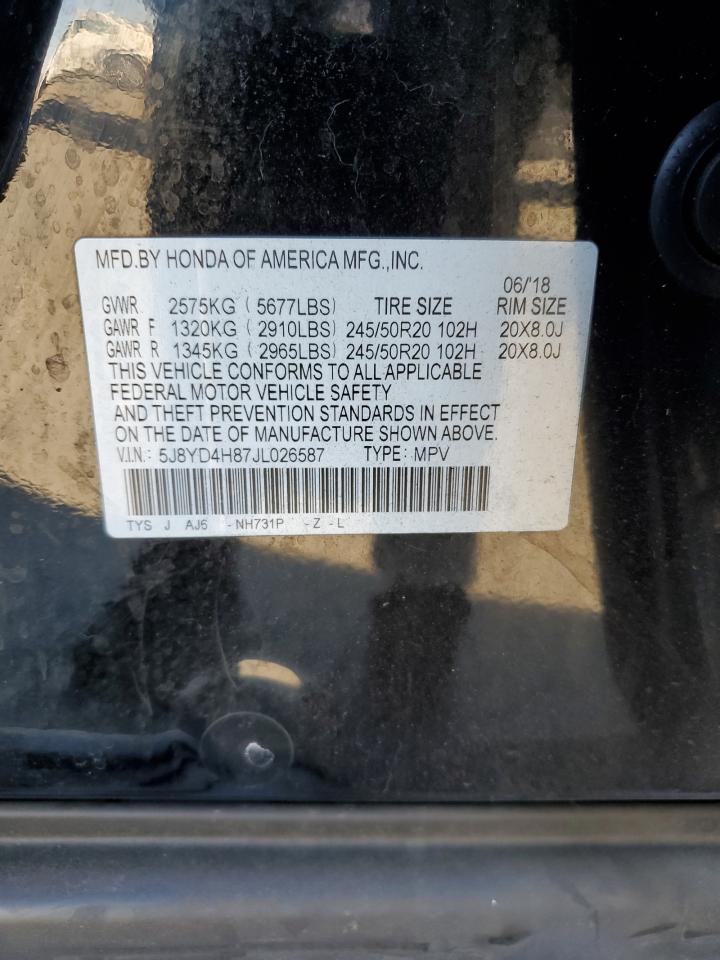 MFD.BY HONDA OF AMERICA MFG.,INC.
06/'18
GVWR 2575KG ( 5677LBS) TIRE SIZE RIM SIZE
GAWR F 1320KG ( 2910LBS) 245/50R20 102H 20X8.0J
GAWR R 1345KG ( 2965LBS) 245/50R20 102H 20X8.0J
THIS VEHICLE CONFORMS TO ALL APPLICABLE
FEDERAL MOTOR VEHICLE SAFETY
AND THEFT PREVENTION STANDARDS IN EFFECT
ON THE DATE OF MANUFACTURE SHOWN ABOVE.
V.I.N.: 5J8YD4H87JL026587 TYPE: MPV
TYS J AJ6 -NH731P -Z -L